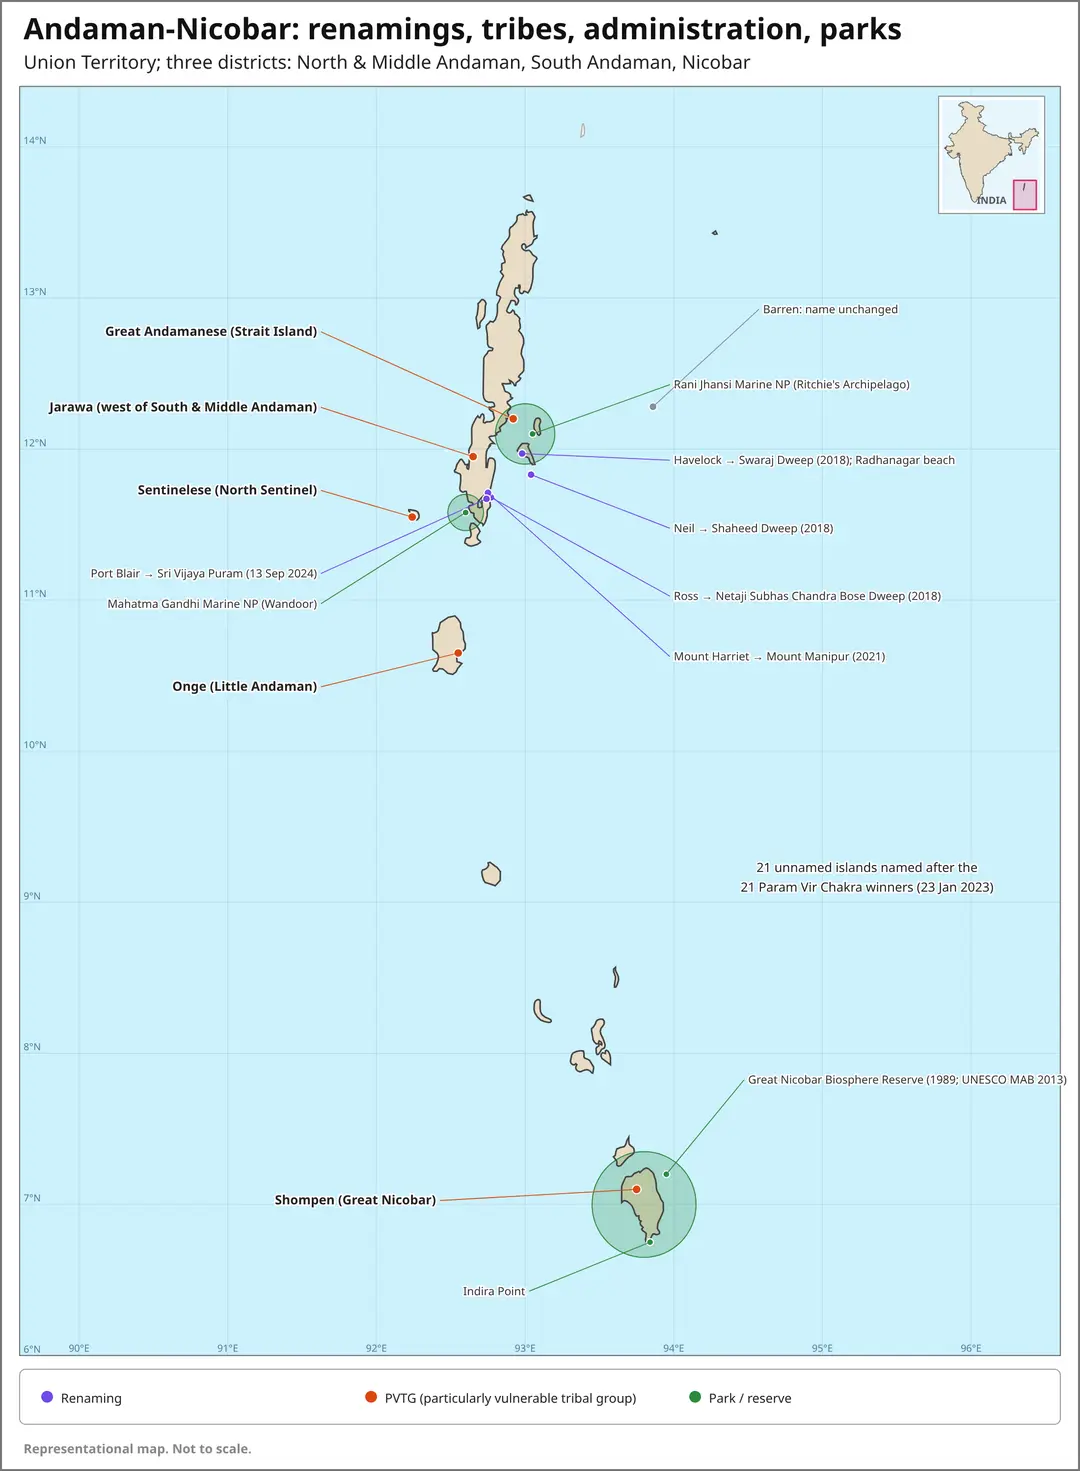 Andaman-Nicobar: renamings, tribes, administration, parks
Union Territory; three districts: North & Middle Andaman, South Andaman, Nicobar
INDIA
14°N
13°N
Barren: name unchanged
Great Andamanese (Strait Island)
Rani Jhansi Marine NP (Ritchie's Archipelago)
Jarawa (west of South & Middle Andaman)
12°N
Havelock → Swaraj Dweep (2018); Radhanagar beach
Sentinelese (North Sentinel)
Neil → Shaheed Dweep (2018)
Port Blair → Sri Vijaya Puram (13 Sep 2024)
11°N
Ross → Netaji Subhas Chandra Bose Dweep (2018)
Mahatma Gandhi Marine NP (Wandoor)
Mount Harriet → Mount Manipur (2021)
Onge (Little Andaman)
10°N
21 unnamed islands named after the
21 Param Vir Chakra winners (23 Jan 2023)
9°N
8°N
Great Nicobar Biosphere Reserve (1989; UNESCO MAB 2013)
7°N
Shompen (Great Nicobar)
Indira Point
6°N
90°E
91°E
92°E
93°E
94°E
95°E
96°E
Renaming
PVTG (particularly vulnerable tribal group)
Park / reserve
Representational map. Not to scale.